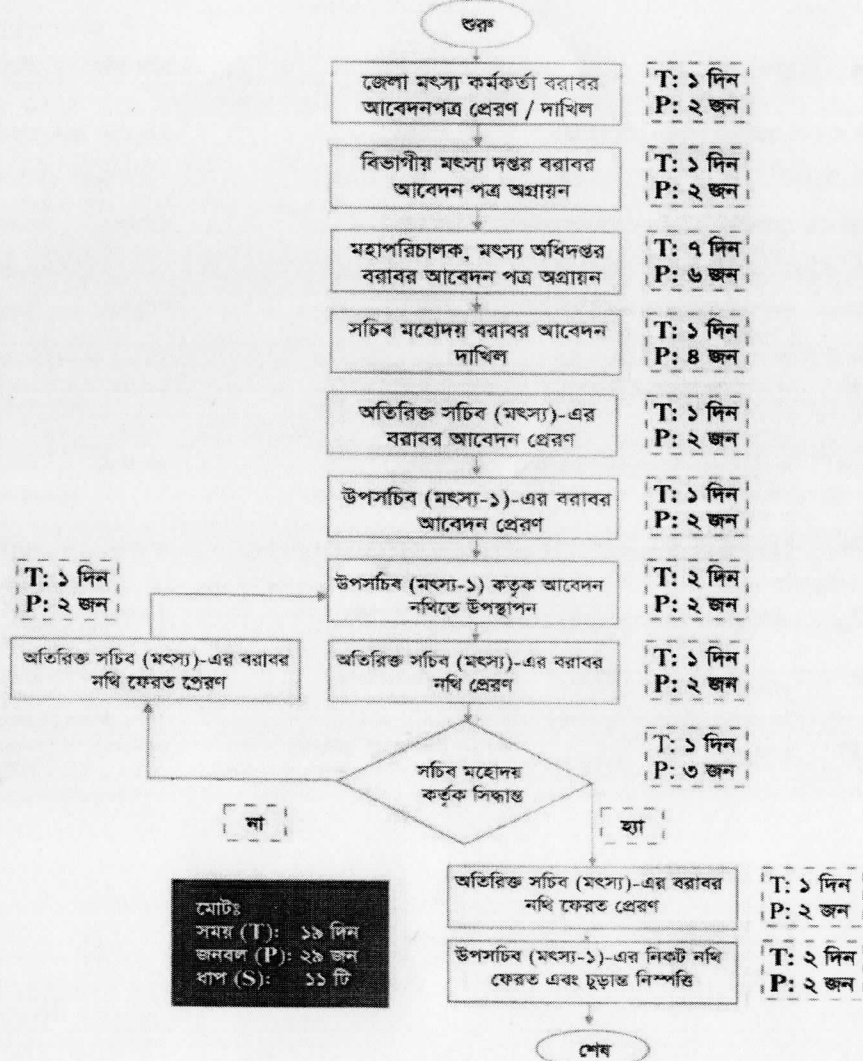 শুরু
জেলা মৎস্য কর্মকর্তা বরাবর
আবেদনপত্র প্রেরণ / দাখিল
T: ১ দিন
P: ২ জন
বিভাগীয় মৎস্য দপ্তর বরাবর
আবেদন পত্র অগ্রায়ন
T: ১ দিন
P: ২ জন
মহাপরিচালক, মৎস্য অধিদপ্তর
বরাবর আবেদন পত্র অগ্রায়ন
T: ৭ দিন
P: ৬ জন
সচিব মহোদয় বরাবর আবেদন
দাখিল
T: ১ দিন
P: ৪ জন
অতিরিক্ত সচিব (মৎস্য)-এর
বরাবর আবেদন প্রেরণ
T: ১ দিন
P: ২ জন
উপসচিব (মৎস্য-১)-এর বরাবর
আবেদন প্রেরণ
T: ১ দিন
P: ২ জন
উপসচিব (মৎস্য-১) কতৃক আবেদন
নথিতে উপস্থাপন
T: ২ দিন
P: ২ জন
T: ১ দিন
P: ২ জন
অতিরিক্ত সচিব (মৎস্য)-এর বরাবর
নথি ফেরত প্রেরণ
অতিরিক্ত সচিব (মৎস্য)-এর বরাবর
নথি প্রেরণ
T: ১ দিন
P: ২ জন
সচিব মহোদয়
কর্তৃক সিদ্ধান্ত
T: ১ দিন
P: ৩ জন
না
হ্যা
অতিরিক্ত সচিব (মৎস্য)-এর বরাবর
নথি ফেরত প্রেরণ
T: ১ দিন
P: ২ জন
উপসচিব (মৎস্য-১)-এর নিকট নথি
ফেরত এবং চূড়ান্ত নিস্পত্তি
T: ২ দিন
P: ২ জন
মোটঃ
সময় (T): ১৯ দিন
জনবল (P): ২৯ জন
ধাপ (S): ১১ টি
শেষ